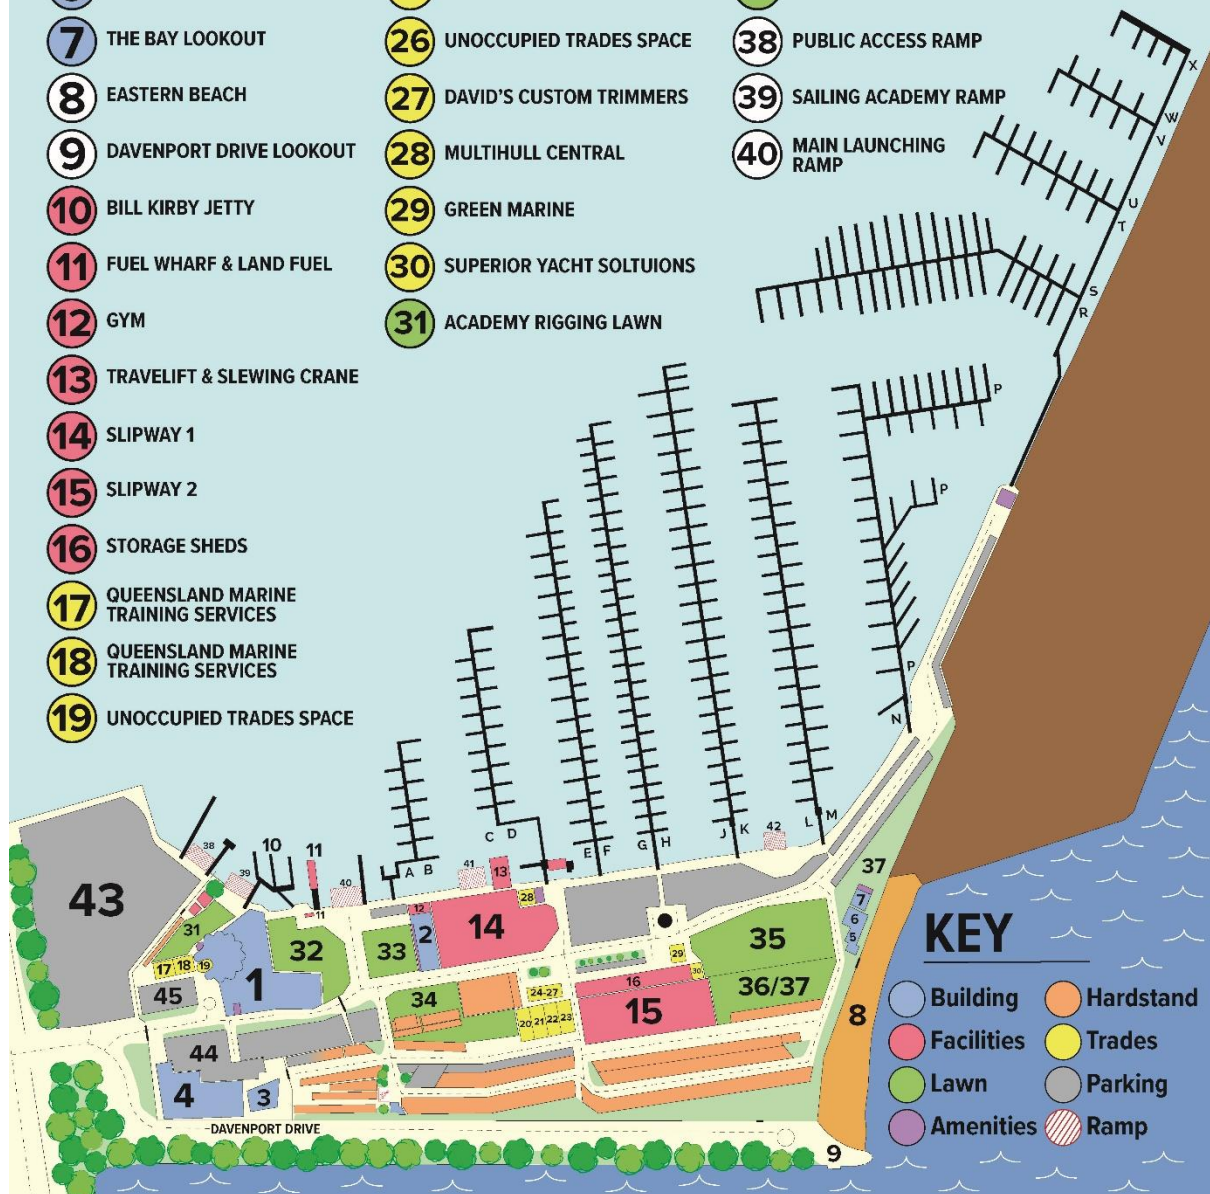 7 THE BAY LOOKOUT
8 EASTERN BEACH
9 DAVENPORT DRIVE LOOKOUT
10 BILL KIRBY JETTY
11 FUEL WHARF & LAND FUEL
12 GYM
13 TRAVELIFT & SLEWING CRANE
14 SLIPWAY 1
15 SLIPWAY 2
16 STORAGE SHEDS
17 QUEENSLAND MARINE
TRAINING SERVICES
18 QUEENSLAND MARINE
TRAINING SERVICES
19 UNOCCUPIED TRADES SPACE
26 UNOCCUPIED TRADES SPACE
27 DAVID'S CUSTOM TRIMMERS
28 MULTIHULL CENTRAL
29 GREEN MARINE
30 SUPERIOR YACHT SOLTUIONS
31 ACADEMY RIGGING LAWN
38 PUBLIC ACCESS RAMP
39 SAILING ACADEMY RAMP
40 MAIN LAUNCHING
RAMP
X
W
V
U
T
S
R
P
P
P
N
M
L
K
J
H
G
F
E
D
C
B
A
43
38
39
10
11
11
40
41
13
42
31
32
33
12
2
14
28
35
37
7
6
5
17 18 19
45
1
34
24-27
20 21 22 23
29
30
16
15
36/37
8
44
4
3
DAVENPORT DRIVE
9
KEY
Building
Hardstand
Facilities
Trades
Lawn
Parking
Amenities
Ramp